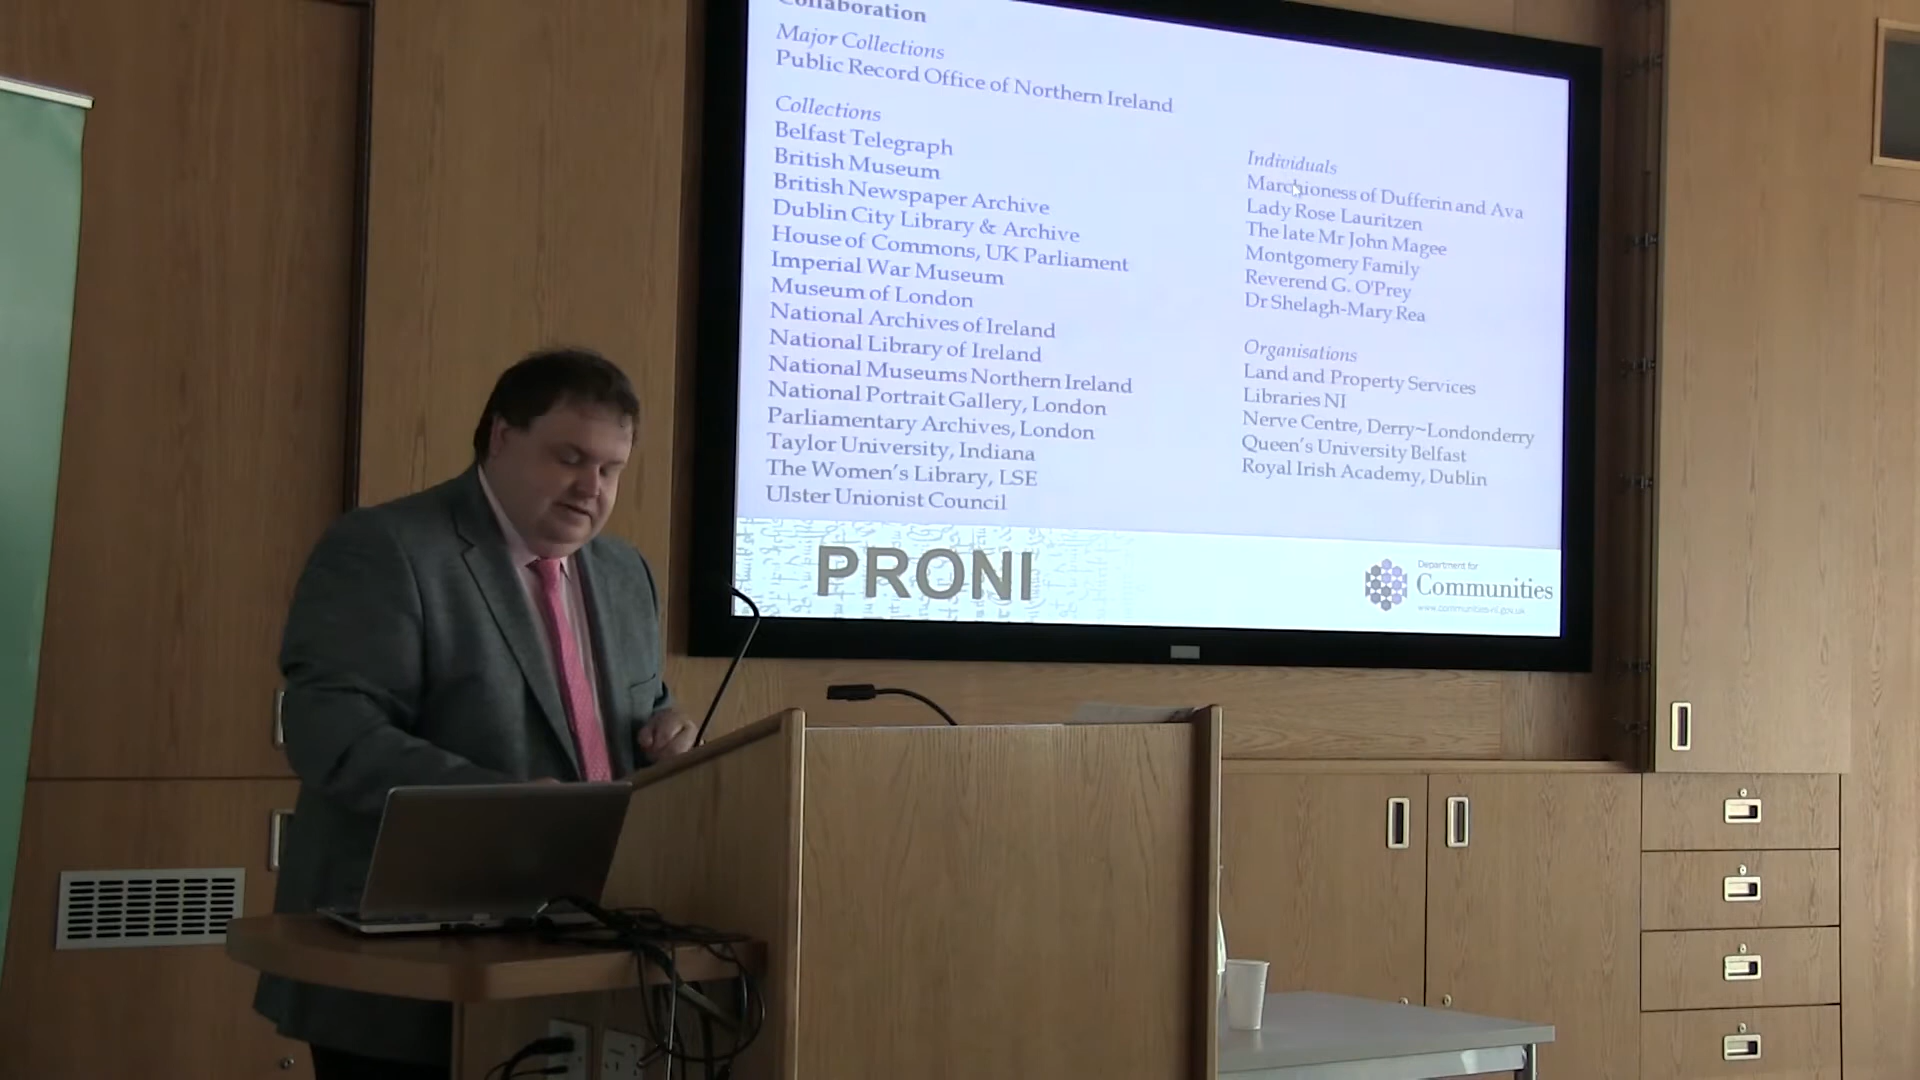 Collaboration
Major Collections
Public Record Office of Northern Ireland
Collections
Belfast Telegraph
British Museum
British Newspaper Archive
Dublin City Library & Archive
House of Commons, UK Parliament
Imperial War Museum
Museum of London
National Archives of Ireland
National Library of Ireland
National Museums Northern Ireland
National Portrait Gallery, London
Parliamentary Archives, London
Taylor University, Indiana
The Women's Library, LSE
Ulster Unionist Council
Individuals
Marchioness of Dufferin and Ava
Lady Rose Lauritzen
The late Mr John Magee
Montgomery Family
Reverend G. O'Prey
Dr Shelagh-Mary Rea
Organisations
Land and Property Services
Libraries NI
Nerve Centre, Derry~Londonderry
Queen's University Belfast
Royal Irish Academy, Dublin
PRONI
Department for
Communities
www.communities-ni.gov.uk